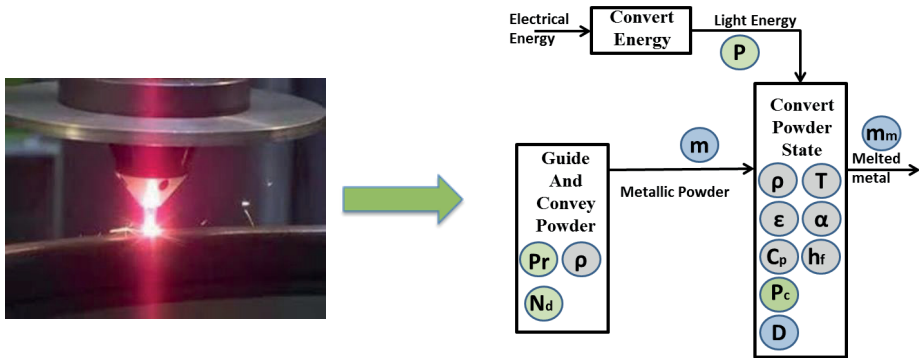 Electrical
Energy
Convert
Energy
Light Energy
P
Guide
And
Convey
Powder
Pr ρ
Nd
m
Metallic Powder
Convert
Powder
State
ρ T
ε α
Cp hf
Pc
D
mm
Melted
metal